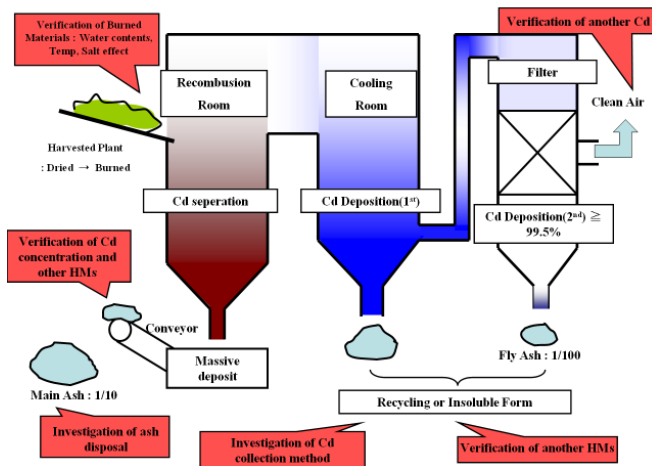 Verification of Burned
Materials : Water contents,
Temp, Salt effect
Verification of another Cd
Recombusion
Room
Cooling
Room
Filter
Clean Air
Harvested Plant
: Dried → Burned
Cd seperation
Cd Deposition(1st)
Cd Deposition(2nd) ≧
99.5%
Verification of Cd
concentration and
other HMs
Conveyor
Massive
deposit
Main Ash : 1/10
Fly Ash : 1/100
Recycling or Insoluble Form
Investigation of ash
disposal
Investigation of Cd
collection method
Verification of another HMs